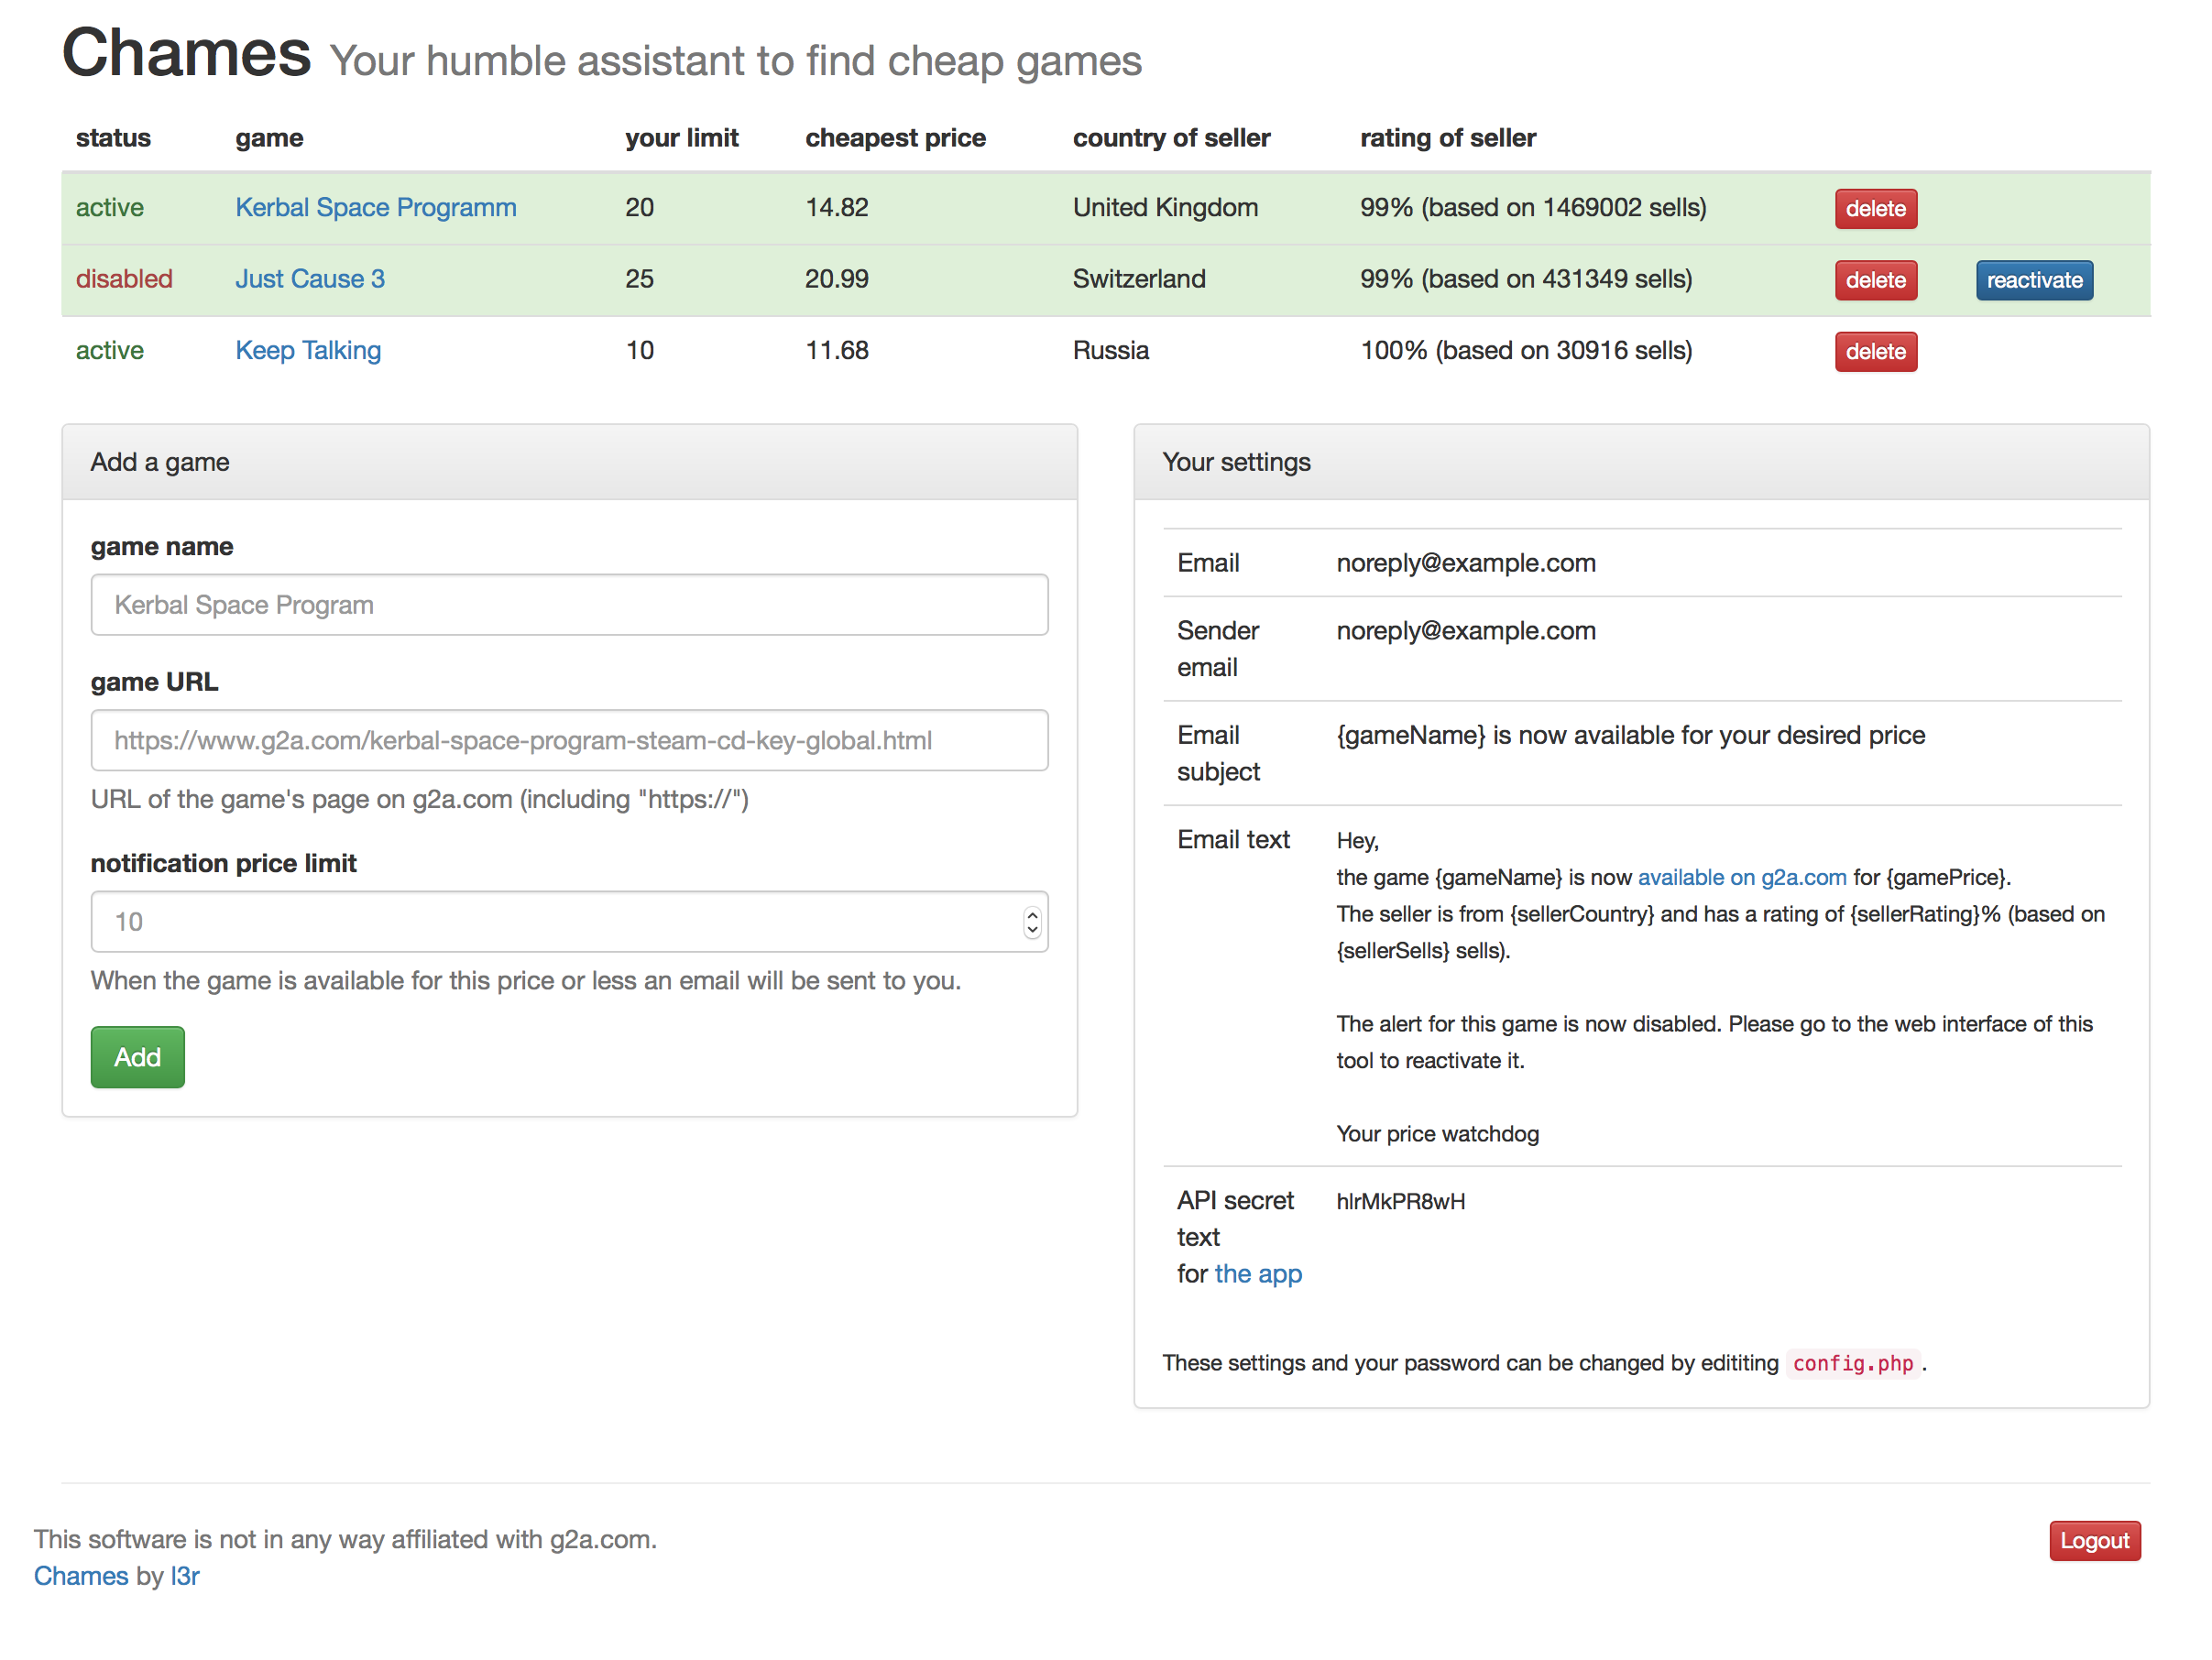 Chames Your humble assistant to find cheap games
status game your limit cheapest price country of seller rating of seller
active Kerbal Space Programm 20 14.82 United Kingdom 99% (based on 1469002 sells) delete
disabled Just Cause 3 25 20.99 Switzerland 99% (based on 431349 sells) delete reactivate
active Keep Talking 10 11.68 Russia 100% (based on 30916 sells) delete
Add a game
game name
Kerbal Space Program
game URL
https://www.g2a.com/kerbal-space-program-steam-cd-key-global.html
URL of the game's page on g2a.com (including "https://")
notification price limit
10
When the game is available for this price or less an email will be sent to you.
Add
Your settings
Email noreply@example.com
Sender noreply@example.com
email
Email {gameName} is now available for your desired price
subject
Email text Hey,
the game {gameName} is now available on g2a.com for {gamePrice}.
The seller is from {sellerCountry} and has a rating of {sellerRating}% (based on
{sellerSells} sells).
The alert for this game is now disabled. Please go to the web interface of this
tool to reactivate it.
Your price watchdog
API secret hlrMkPR8wH
text
for the app
These settings and your password can be changed by edititing config.php.
This software is not in any way affiliated with g2a.com.
Chames by l3r
Logout